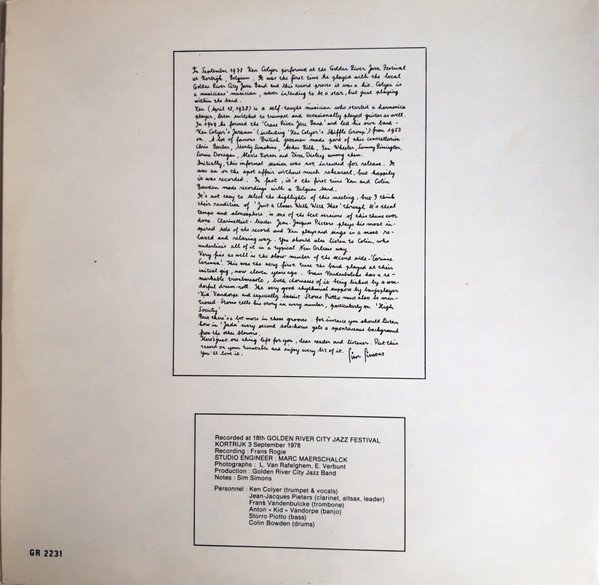 In September 1978 Ken Colyer performed at the Golden River Jazz Festival
at Kortrijk, Belgium. It was the first time he played with the local
Golden River City Jazz Band and this record proves it was a hit. Colyer is
a musicians' musician, never intending to be a star, but just playing
within the band.
Ken (April 18, 1928) is a self-taught musician who started a harmonica
player, later switched to trumpet and occasionally played guitar as well.
In 1949 he formed the 'Crane River Jazz Band' and led his own band :
'Ken Colyer's Jazzmen' (including 'Ken Colyer's Skiffle Group') from 1953
on. A lot of famous British jazzmen made part of this constellations :
Chris Barber, Monty Sunshine, Acker Bilk, Ian Wheeler, Sammy Rimington,
Lonnie Donegan, Alexis Korner and Diz Disley among them.
Initially, this informal session was not intended for release. It
was an on the spot affair without much rehearsal, but happily
it was recorded. In fact, it's the first time Ken and Colin
Bowden made recordings with a Belgian band.
It's not easy to select the highlights of this meeting, but I think
their rendition of 'Just a Closer Walk With Thee' through it's ideal
tempo and atmosphere is one of the best versions of this theme ever
done. Clarinettist-leader Jean-Jacques Pieters plays his most in-
spired solo of the record and Ken plays and sings in a most re-
laxed and relaxing way. You should also listen to Colin, who
underlines all of it in a typical New Orleans way.
Very fine as well is the slow number of the second side 'Corrine
Corrina'. This was the very first tune the band played at their
initial gig, now eleven years ago. Frans Vandenbulcke has a re-
markable trombone solo, both choruses of it being linked by a won-
derful drum-roll. The very good rhythmical support by banjoplayer
'Kid' Vandorpe and especially bassist Storro Piotto must also be men-
tioned. Storro tells his story on every number, particularly on 'High
Society'
But there's a lot more in these grooves : for instance you should listen
how in 'Jada' every second solo chorus gets a spontaneous background
from the other blowers.
There's just one thing left for you, dear reader and listener. Put this
record on your turntable and enjoy every bit of it.
You'll love it. Sim Simons
Recorded at 18th GOLDEN RIVER CITY JAZZ FESTIVAL
KORTRIJK 3 September 1978
Recording : Frans Rogie
STUDIO ENGINEER : MARC MAERSCHALCK
Photographs : L. Van Rafelghem, E. Verbunt
Production : Golden River City Jazz Band
Notes : Sim Simons
Personnel : Ken Colyer (trumpet & vocals)
Jean-Jacques Pieters (clarinet, altsax, leader)
Frans Vandenbulcke (trombone)
Anton « Kid » Vandorpe (banjo)
Storro Piotto (bass)
Colin Bowden (drums)
GR 2231